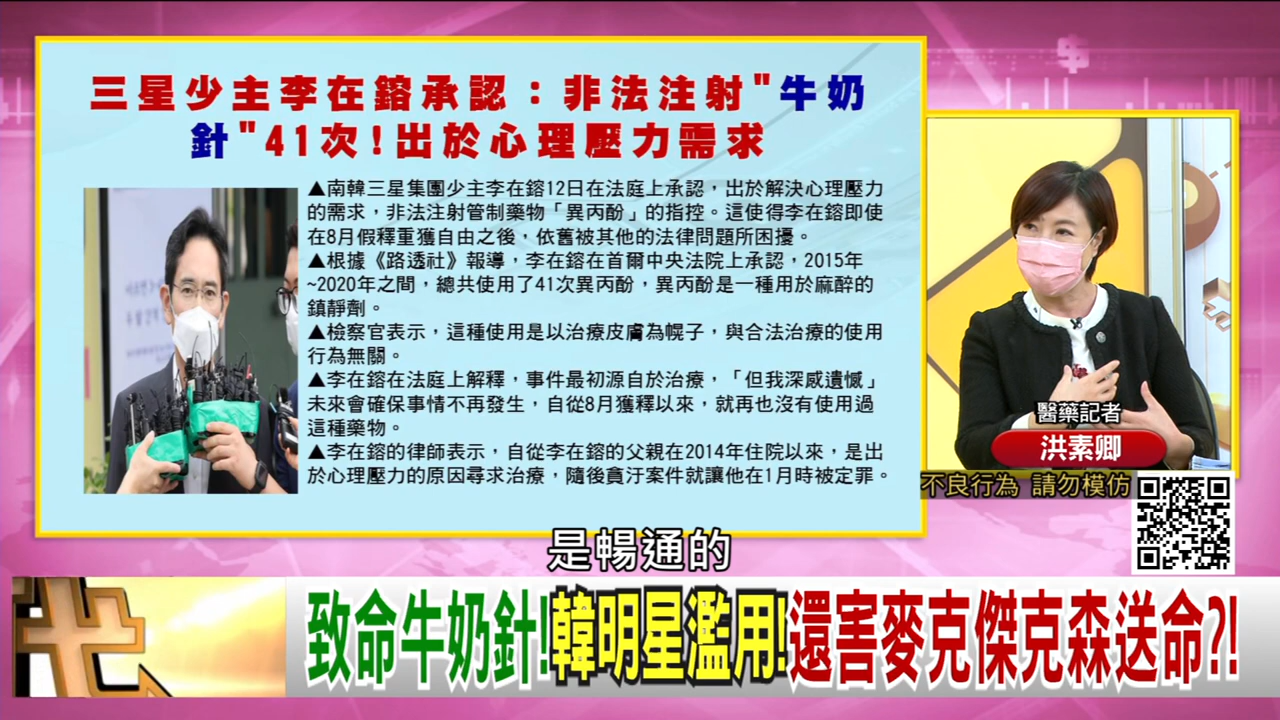 三星少主李在鎔承認：非法注射"牛奶
針"41次!出於心理壓力需求
▲南韓三星集團少主李在鎔12日在法庭上承認，出於解決心理壓力
的需求，非法注射管制藥物「異丙酚」的指控。這使得李在鎔即使
在8月假釋重獲自由之後，依舊被其他的法律問題所困擾。
▲根據《路透社》報導，李在鎔在首爾中央法院上承認，2015年
~2020年之間，總共使用了41次異丙酚，異丙酚是一種用於麻醉的
鎮靜劑。
▲檢察官表示，這種使用是以治療皮膚為幌子，與合法治療的使用
行為無關。
▲李在鎔在法庭上解釋，事件最初源自於治療，「但我深感遺憾」
未來會確保事情不再發生，自從8月獲釋以來，就再也沒有使用過
這種藥物。
▲李在鎔的律師表示，自從李在鎔的父親在2014年住院以來，是出
於心理壓力的原因尋求治療，隨後貪汙案件就讓他在1月時被定罪。
醫藥記者
洪素卿
不良行為 請勿模仿
是暢通的
致命牛奶針!韓明星濫用!還害麥克傑克森送命?!